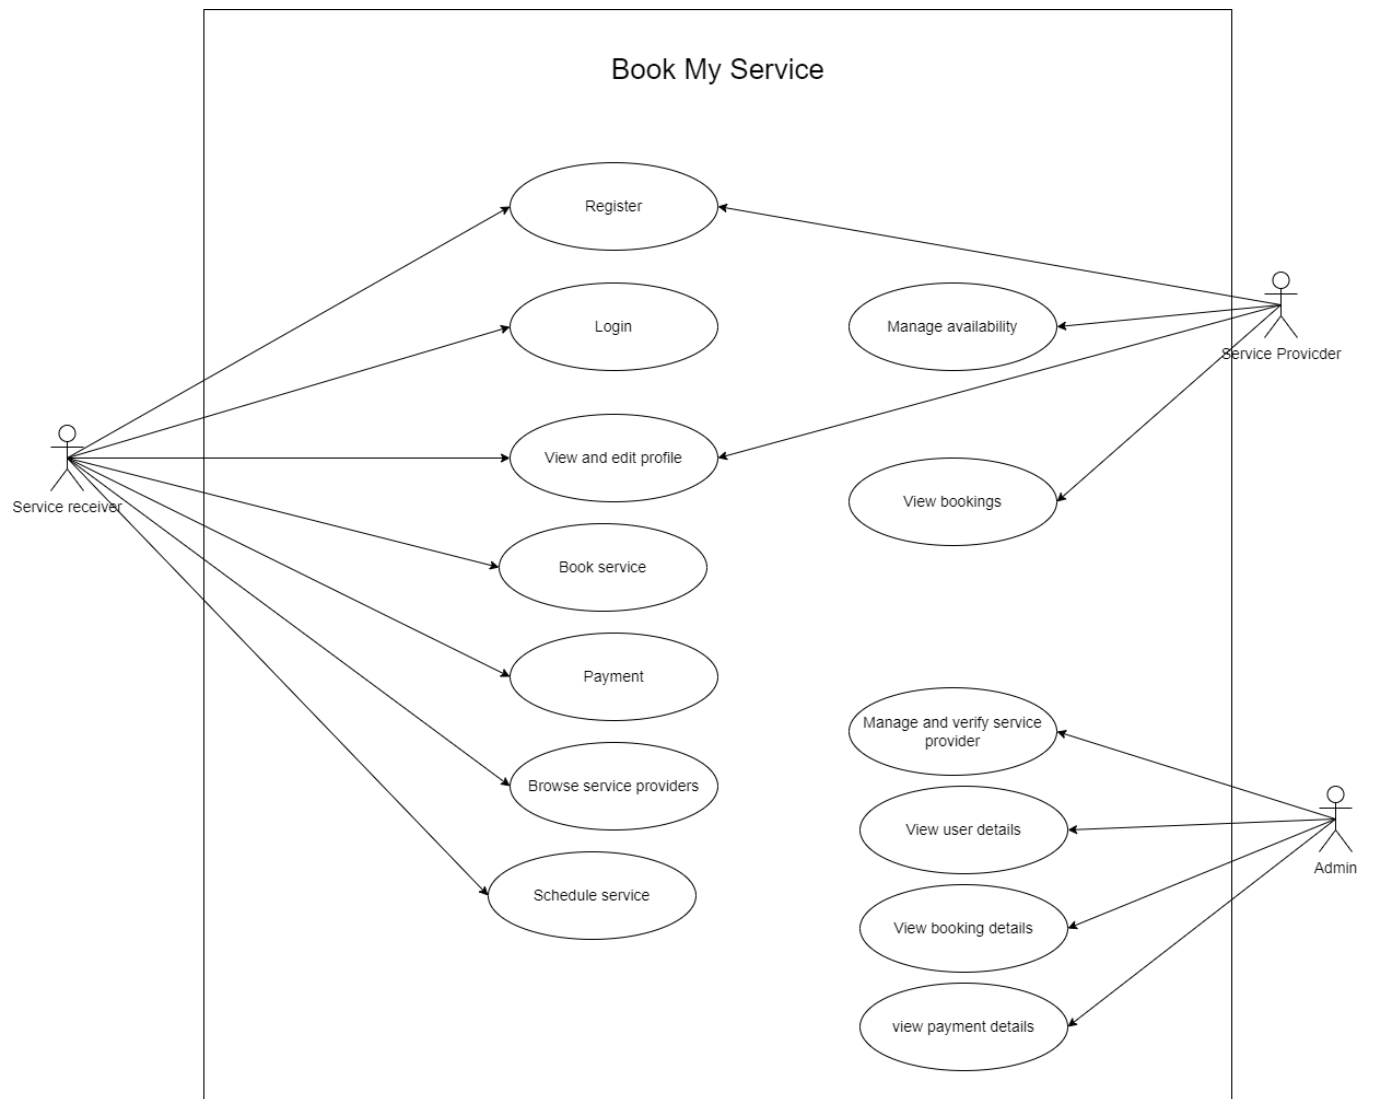 Book My Service
Register
Login
Manage availability
Service Provicder
View and edit profile
View bookings
Service receiver
Book service
Payment
Manage and verify service
provider
Browse service providers
View user details
Admin
Schedule service
View booking details
view payment details